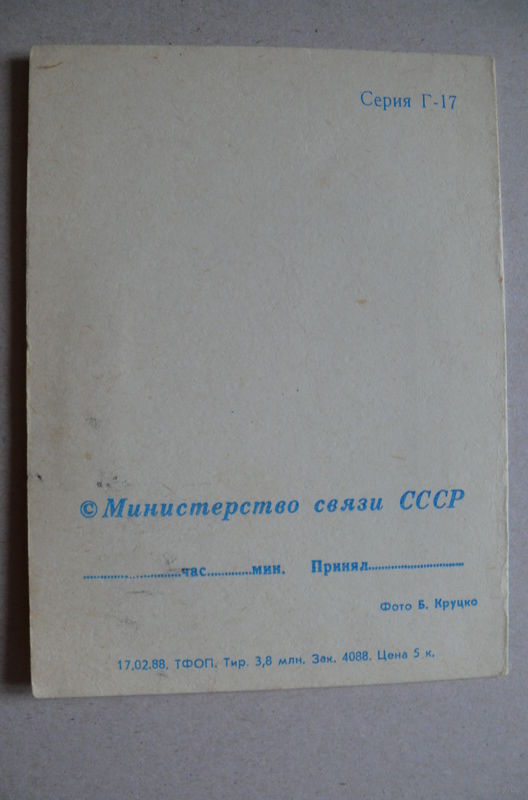 Серия Г-17
© Министерство связи СССР
................................час...............мин. Принял................................
Фото Б. Круцко
17.02.88. ТФОП. Тир. 3,8 млн. Зак. 4088. Цена 5 к.